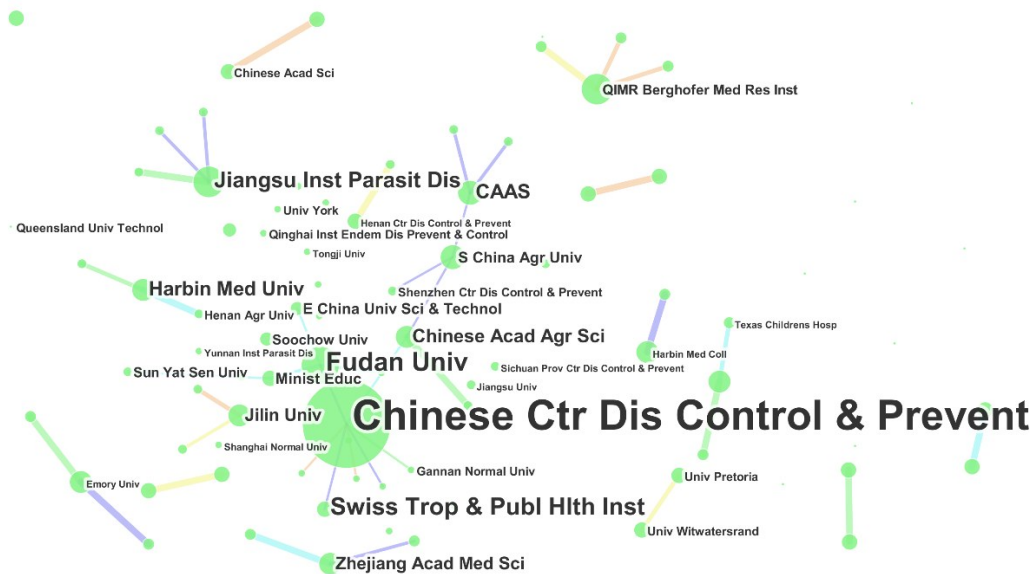 Chinese Acad Sci
QIMR Berghofer Med Res Inst
Jiangsu Inst Parasit Dis
CAAS
Univ York
Henan Ctr Dis Control & Prevent
Queensland Univ Technol
Qinghai Inst Endem Dis Prevent & Control
Tongji Univ
S China Agr Univ
Harbin Med Univ
Shenzhen Ctr Dis Control & Prevent
E China Univ Sci & Technol
Henan Agr Univ
Texas Childrens Hosp
Soochow Univ
Chinese Acad Agr Sci
Yunnan Inst Parasit Dis
Harbin Med Coll
Fudan Univ
Sichuan Prov Ctr Dis Control & Prevent
Sun Yat Sen Univ
Minist Educ
Jiangsu Univ
Jilin Univ
Chinese Ctr Dis Control & Prevent
Shanghai Normal Univ
Gannan Normal Univ
Univ Pretoria
Emory Univ
Swiss Trop & Publ Hlth Inst
Univ Witwatersrand
Zhejiang Acad Med Sci